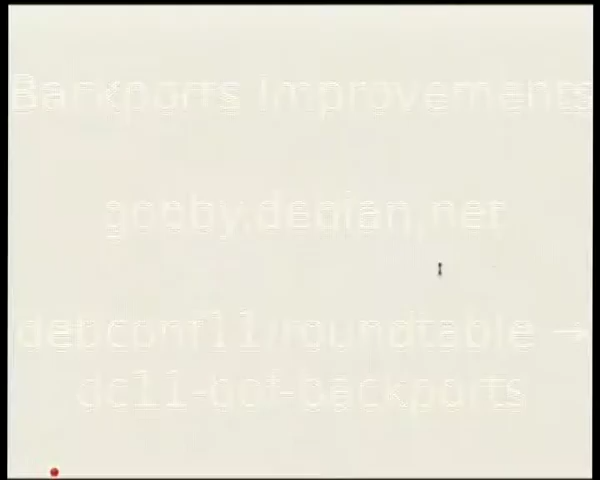 Backports Improvements
gobby.debian.net
debconf11/roundtable →
dc11-bof-backports